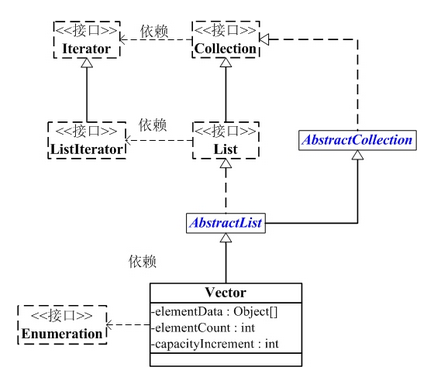 <<接口>>
Iterator
依赖
<<接口>>
Collection
<<接口>>
ListIterator
依赖
<<接口>>
List
AbstractCollection
AbstractList
依赖
Vector
-elementData : Object[]
-elementCount : int
-capacityIncrement : int
<<接口>>
Enumeration